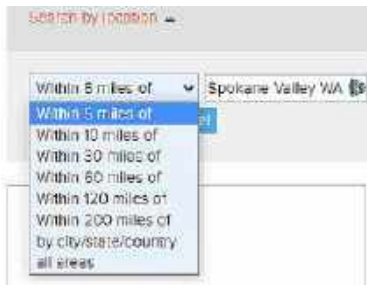 Search by location
Within 5 miles of Spokane Valley WA
Within 5 miles of
Within 10 miles of
Within 30 miles of
Within 60 miles of
Within 120 miles of
Within 200 miles of
by city/state/country
all areas